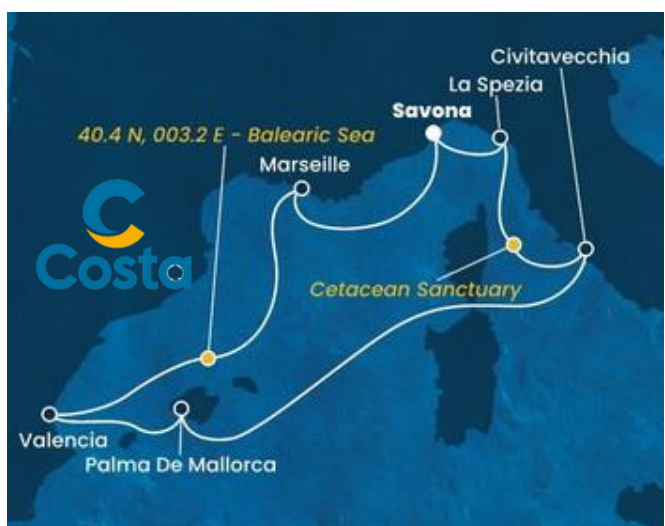 Civitavecchia
La Spezia
Savona
40.4 N, 003.2 E - Balearic Sea
Marseille
Costa
Cetacean Sanctuary
Valencia
Palma De Mallorca